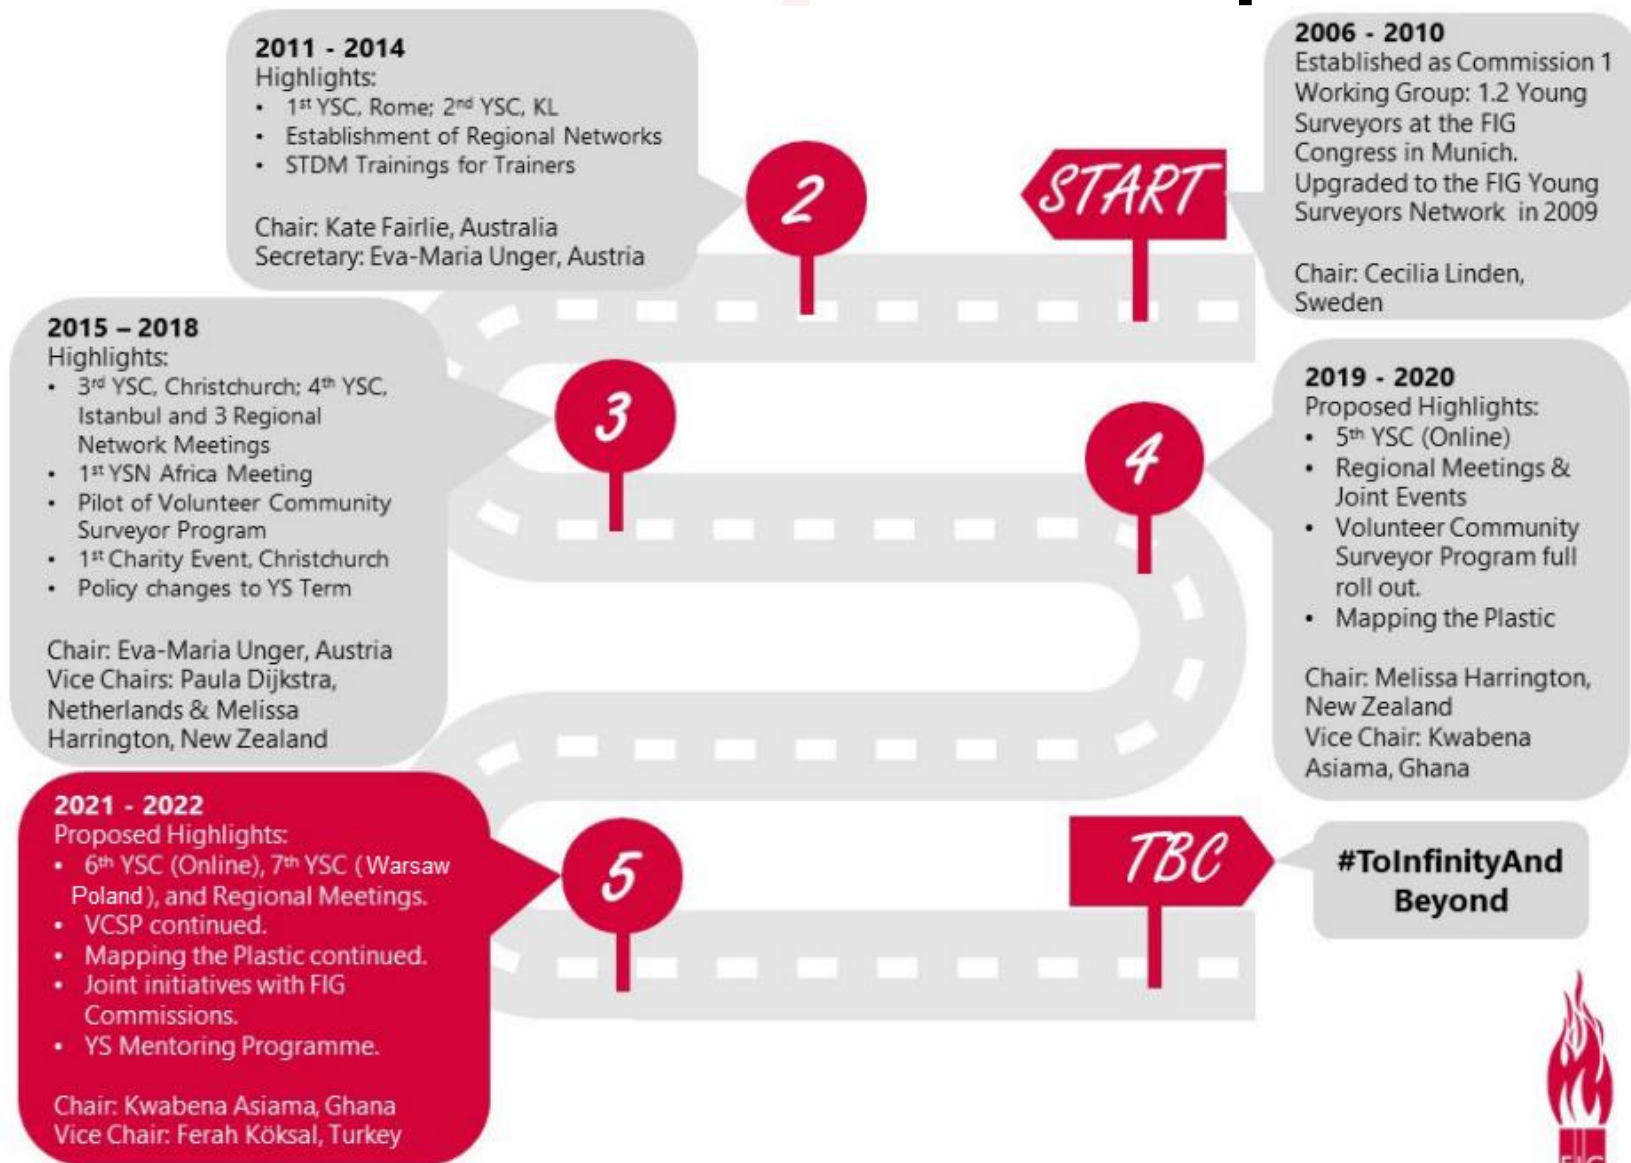 2006 - 2010
Established as Commission 1
Working Group: 1.2 Young
Surveyors at the FIG
Congress in Munich.
Upgraded to the FIG Young
Surveyors Network in 2009
Chair: Cecilia Linden,
Sweden
START
2011 - 2014
Highlights:
• 1st YSC, Rome; 2nd YSC, KL
• Establishment of Regional Networks
• STDM Trainings for Trainers
Chair: Kate Fairlie, Australia
Secretary: Eva-Maria Unger, Austria
2
2015 – 2018
Highlights:
• 3rd YSC, Christchurch; 4th YSC,
Istanbul and 3 Regional
Network Meetings
• 1st YSN Africa Meeting
• Pilot of Volunteer Community
Surveyor Program
• 1st Charity Event, Christchurch
• Policy changes to YS Term
Chair: Eva-Maria Unger, Austria
Vice Chairs: Paula Dijkstra,
Netherlands & Melissa
Harrington, New Zealand
3
4
2019 - 2020
Proposed Highlights:
• 5th YSC (Online)
• Regional Meetings &
Joint Events
• Volunteer Community
Surveyor Program full
roll out.
• Mapping the Plastic
Chair: Melissa Harrington,
New Zealand
Vice Chair: Kwabena
Asiama, Ghana
2021 - 2022
Proposed Highlights:
• 6th YSC (Online), 7th YSC (Warsaw
Poland), and Regional Meetings.
• VCSP continued.
• Mapping the Plastic continued.
• Joint initiatives with FIG
Commissions.
• YS Mentoring Programme.
Chair: Kwabena Asiama, Ghana
Vice Chair: Ferah Köksal, Turkey
5
TBC
#ToInfinityAnd
Beyond
FIG